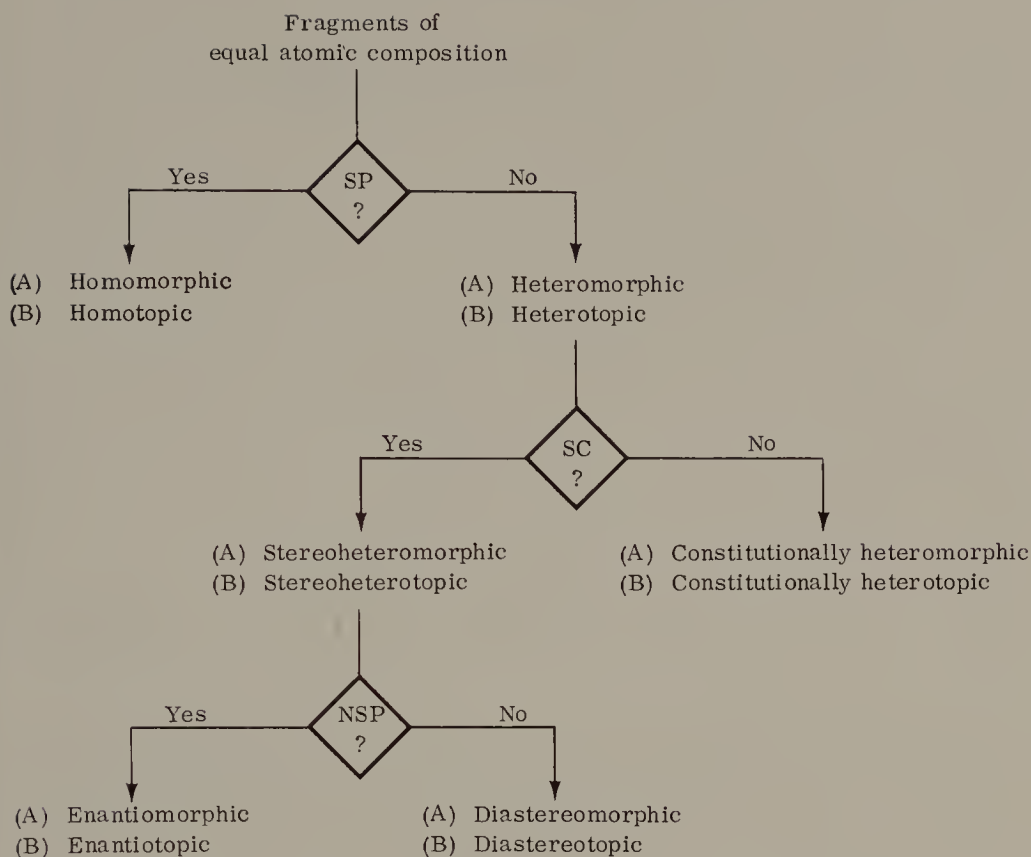 Fragments of
equal atomic composition
Yes
SP
?
No
(A) Homomorphic
(B) Homotopic
(A) Heteromorphic
(B) Heterotopic
Yes
SC
?
No
(A) Stereoheteromorphic
(B) Stereoheterotopic
(A) Constitutionally heteromorphic
(B) Constitutionally heterotopic
Yes
NSP
?
No
(A) Enantiomorphic
(B) Enantiotopic
(A) Diastereomorphic
(B) Diastereotopic